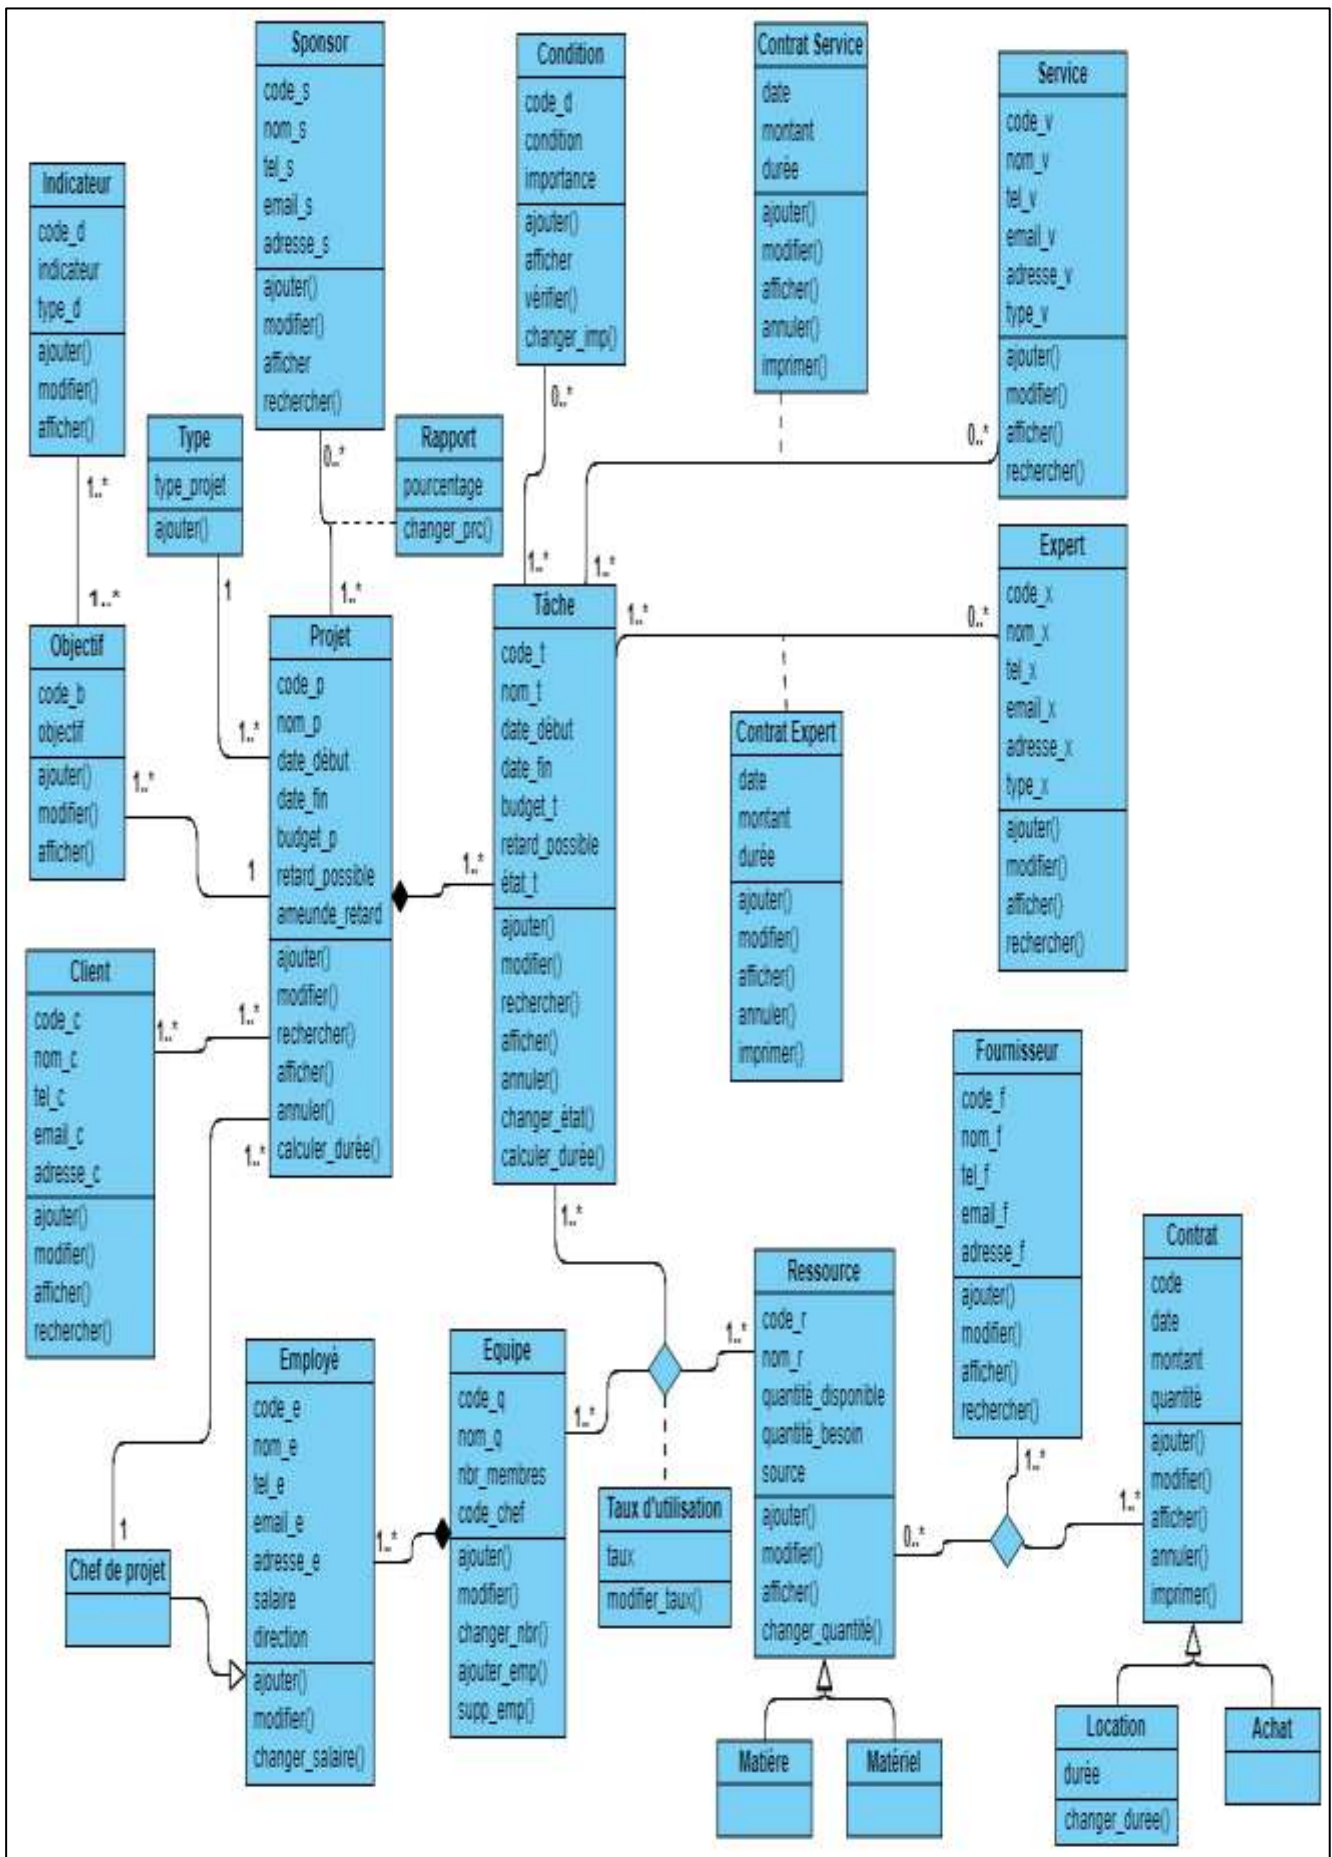 Sponsor
code_s
nom_s
tel_s
email_s
adresse_s
ajouter()
modifier()
afficher
rechercher()
Condition
code_d
condition
importance
ajouter()
afficher
vérifier()
changer_imp()
Contrat Service
date
montant
durée
ajouter()
modifier()
afficher()
annuler()
imprimer()
Service
code_v
nom_v
tel_v
email_v
adresse_v
type_v
ajouter()
modifier()
afficher()
rechercher()
Indicateur
code_d
indicateur
type_d
ajouter()
modifier()
afficher()
Type
type_projet
ajouter()
Rapport
pourcentage
changer_prc()
0..*
0..*
0..*
1..*
1
1..*
1..*
1..*
1..*
Objectif
code_b
objectif
ajouter()
modifier()
afficher()
Projet
code_p
nom_p
date_début
date_fin
budget_p
retard_possible
ameunde_retard
ajouter()
modifier()
rechercher()
afficher()
annuler()
calculer_durée()
Tâche
code_t
nom_t
date_début
date_fin
budget_t
retard_possible
état_t
ajouter()
modifier()
rechercher()
afficher()
annuler()
changer_état()
calculer_durée()
Expert
code_x
nom_x
tel_x
email_x
adresse_x
type_x
ajouter()
modifier()
afficher()
rechercher()
1..*
0..*
1..*
1..*
1
1..*
Contrat Expert
date
montant
durée
ajouter()
modifier()
afficher()
annuler()
imprimer()
Client
code_c
nom_c
tel_c
email_c
adresse_c
ajouter()
modifier()
afficher()
rechercher()
1..*
1..*
1..*
1..*
Fournisseur
code_f
nom_f
tel_f
email_f
adresse_f
ajouter()
modifier()
afficher()
rechercher()
Contrat
code
date
montant
quantité
ajouter()
modifier()
afficher()
annuler()
imprimer()
Ressource
code_r
nom_r
quantité_disponible
quantité_besoin
source
ajouter()
modifier()
afficher()
changer_quantité()
Employé
code_e
nom_e
tel_e
email_e
adresse_e
salaire
direction
ajouter()
modifier()
changer_salaire()
Equipe
code_q
nom_q
nbr_membres
code_chef
ajouter()
modifier()
changer_nbr()
ajouter_emp()
supp_emp()
1..*
1..*
1..*
1..*
1..*
0..*
1
Chef de projet
Taux d'utilisation
taux
modifier_taux()
Matière
Matériel
Location
durée
changer_durée()
Achat